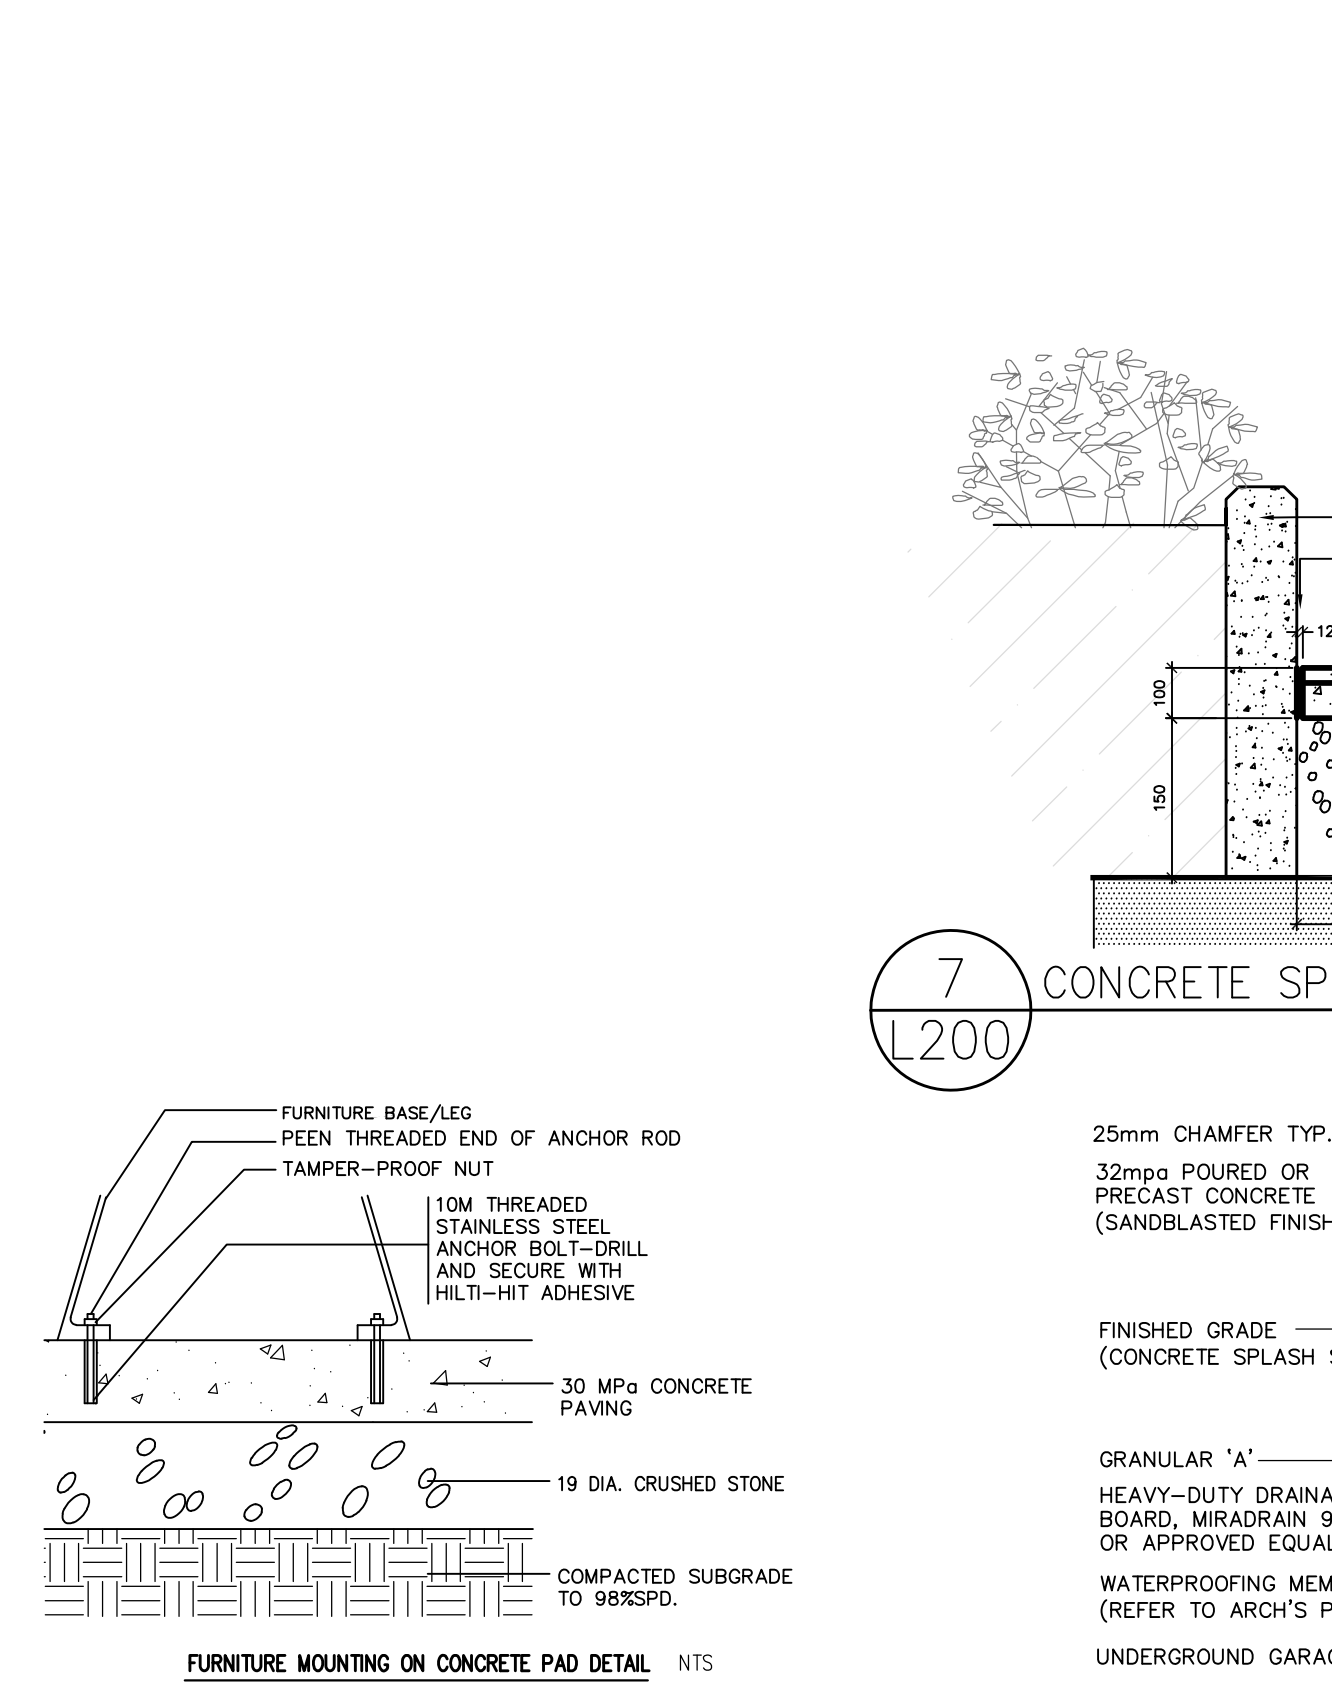 12
100
150
7
L200
CONCRETE SP
FURNITURE BASE/LEG
PEEN THREADED END OF ANCHOR ROD
TAMPER-PROOF NUT
10M THREADED
STAINLESS STEEL
ANCHOR BOLT-DRILL
AND SECURE WITH
HILTI-HIT ADHESIVE
30 MPa CONCRETE
PAVING
19 DIA. CRUSHED STONE
COMPACTED SUBGRADE
TO 98%SPD.
FURNITURE MOUNTING ON CONCRETE PAD DETAIL NTS
25mm CHAMFER TYP.
32mpa POURED OR
PRECAST CONCRETE
(SANDBLASTED FINISH
FINISHED GRADE
(CONCRETE SPLASH S
GRANULAR 'A'
HEAVY-DUTY DRAINA
BOARD, MIRADRAIN 9
OR APPROVED EQUAL
WATERPROOFING MEM
(REFER TO ARCH'S P
UNDERGROUND GARAG